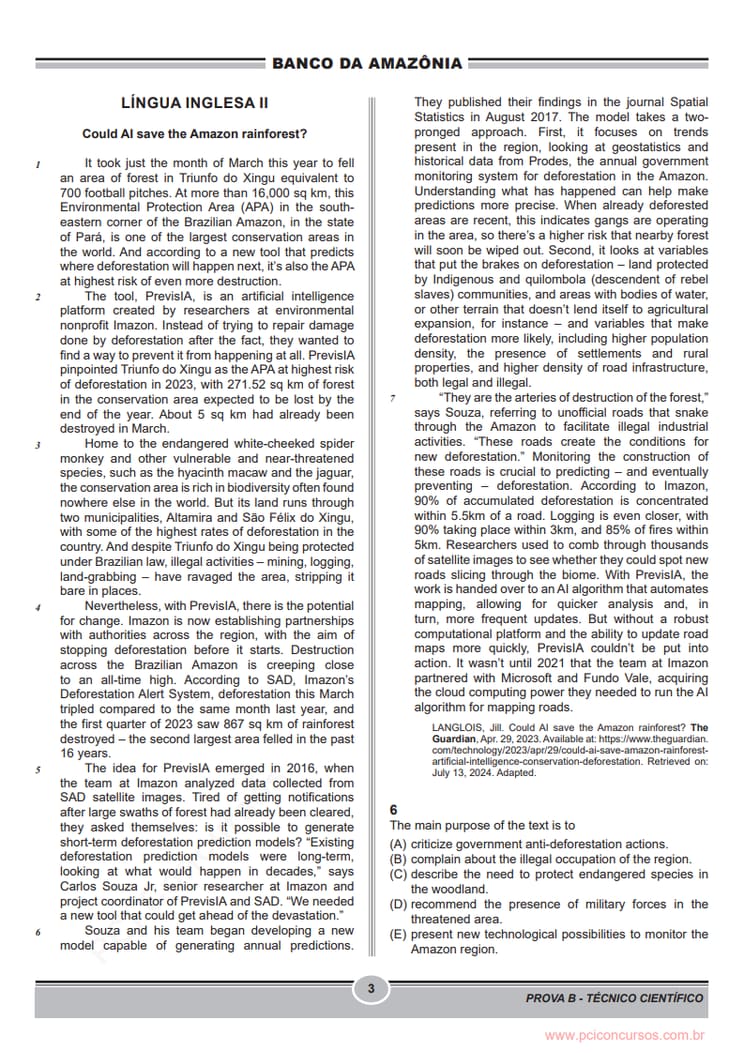 BANCO DA AMAZÔNIA
LÍNGUA INGLESA II
Could AI save the Amazon rainforest?
1 It took just the month of March this year to fell
an area of forest in Triunfo do Xingu equivalent to
700 football pitches. At more than 16,000 sq km, this
Environmental Protection Area (APA) in the south-
eastern corner of the Brazilian Amazon, in the state
of Pará, is one of the largest conservation areas in
the world. And according to a new tool that predicts
where deforestation will happen next, it's also the APA
at highest risk of even more destruction.
2 The tool, PrevisIA, is an artificial intelligence
platform created by researchers at environmental
nonprofit Imazon. Instead of trying to repair damage
done by deforestation after the fact, they wanted to
find a way to prevent it from happening at all. PrevisIA
pinpointed Triunfo do Xingu as the APA at highest risk
of deforestation in 2023, with 271.52 sq km of forest
in the conservation area expected to be lost by the
end of the year. About 5 sq km had already been
destroyed in March.
3 Home to the endangered white-cheeked spider
monkey and other vulnerable and near-threatened
species, such as the hyacinth macaw and the jaguar,
the conservation area is rich in biodiversity often found
nowhere else in the world. But its land runs through
two municipalities, Altamira and São Félix do Xingu,
with some of the highest rates of deforestation in the
country. And despite Triunfo do Xingu being protected
under Brazilian law, illegal activities – mining, logging,
land-grabbing – have ravaged the area, stripping it
bare in places.
4 Nevertheless, with PrevisIA, there is the potential
for change. Imazon is now establishing partnerships
with authorities across the region, with the aim of
stopping deforestation before it starts. Destruction
across the Brazilian Amazon is creeping close
to an all-time high. According to SAD, Imazon's
Deforestation Alert System, deforestation this March
tripled compared to the same month last year, and
the first quarter of 2023 saw 867 sq km of rainforest
destroyed – the second largest area felled in the past
16 years.
5 The idea for PrevisIA emerged in 2016, when
the team at Imazon analyzed data collected from
SAD satellite images. Tired of getting notifications
after large swaths of forest had already been cleared,
they asked themselves: is it possible to generate
short-term deforestation prediction models? “Existing
deforestation prediction models were long-term,
looking at what would happen in decades,” says
Carlos Souza Jr, senior researcher at Imazon and
project coordinator of PrevisIA and SAD. “We needed
a new tool that could get ahead of the devastation.”
6 Souza and his team began developing a new
model capable of generating annual predictions.
They published their findings in the journal Spatial
Statistics in August 2017. The model takes a two-
pronged approach. First, it focuses on trends
present in the region, looking at geostatistics and
historical data from Prodes, the annual government
monitoring system for deforestation in the Amazon.
Understanding what has happened can help make
predictions more precise. When already deforested
areas are recent, this indicates gangs are operating
in the area, so there's a higher risk that nearby forest
will soon be wiped out. Second, it looks at variables
that put the brakes on deforestation – land protected
by Indigenous and quilombola (descendent of rebel
slaves) communities, and areas with bodies of water,
or other terrain that doesn't lend itself to agricultural
expansion, for instance – and variables that make
deforestation more likely, including higher population
density, the presence of settlements and rural
properties, and higher density of road infrastructure,
both legal and illegal.
7 “They are the arteries of destruction of the forest,”
says Souza, referring to unofficial roads that snake
through the Amazon to facilitate illegal industrial
activities. “These roads create the conditions for
new deforestation.” Monitoring the construction of
these roads is crucial to predicting – and eventually
preventing – deforestation. According to Imazon,
90% of accumulated deforestation is concentrated
within 5.5km of a road. Logging is even closer, with
90% taking place within 3km, and 85% of fires within
5km. Researchers used to comb through thousands
of satellite images to see whether they could spot new
roads slicing through the biome. With PrevisIA, the
work is handed over to an AI algorithm that automates
mapping, allowing for quicker analysis and, in
turn, more frequent updates. But without a robust
computational platform and the ability to update road
maps more quickly, PrevisIA couldn't be put into
action. It wasn't until 2021 that the team at Imazon
partnered with Microsoft and Fundo Vale, acquiring
the cloud computing power they needed to run the AI
algorithm for mapping roads.
LANGLOIS, Jill. Could AI save the Amazon rainforest? The
Guardian, Apr. 29, 2023. Available at: https://www.theguardian.
com/technology/2023/apr/29/could-ai-save-amazon-rainforest-
artificial-intelligence-conservation-deforestation. Retrieved on:
July 13, 2024. Adapted.
6
The main purpose of the text is to
(A) criticize government anti-deforestation actions.
(B) complain about the illegal occupation of the region.
(C) describe the need to protect endangered species in
the woodland.
(D) recommend the presence of military forces in the
threatened area.
(E) present new technological possibilities to monitor the
Amazon region.
3
PROVA B - TÉCNICO CIENTÍFICO
www.pciconcursos.com.br